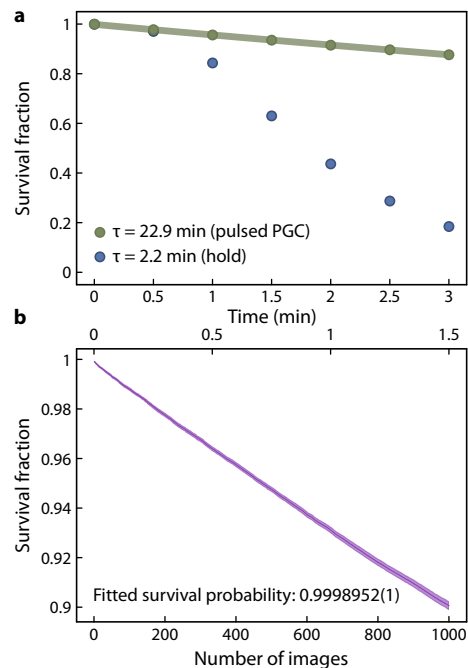 a
1
0.8
0.6
0.4
0.2
0
Survival fraction
τ = 22.9 min (pulsed PGC)
τ = 2.2 min (hold)
0 0.5 1 1.5 2 2.5 3
Time (min)
b
0 0.5 1 1.5
1
0.98
0.96
0.94
0.92
0.9
Survival fraction
Fitted survival probability: 0.9998952(1)
0 200 400 600 800 1000
Number of images